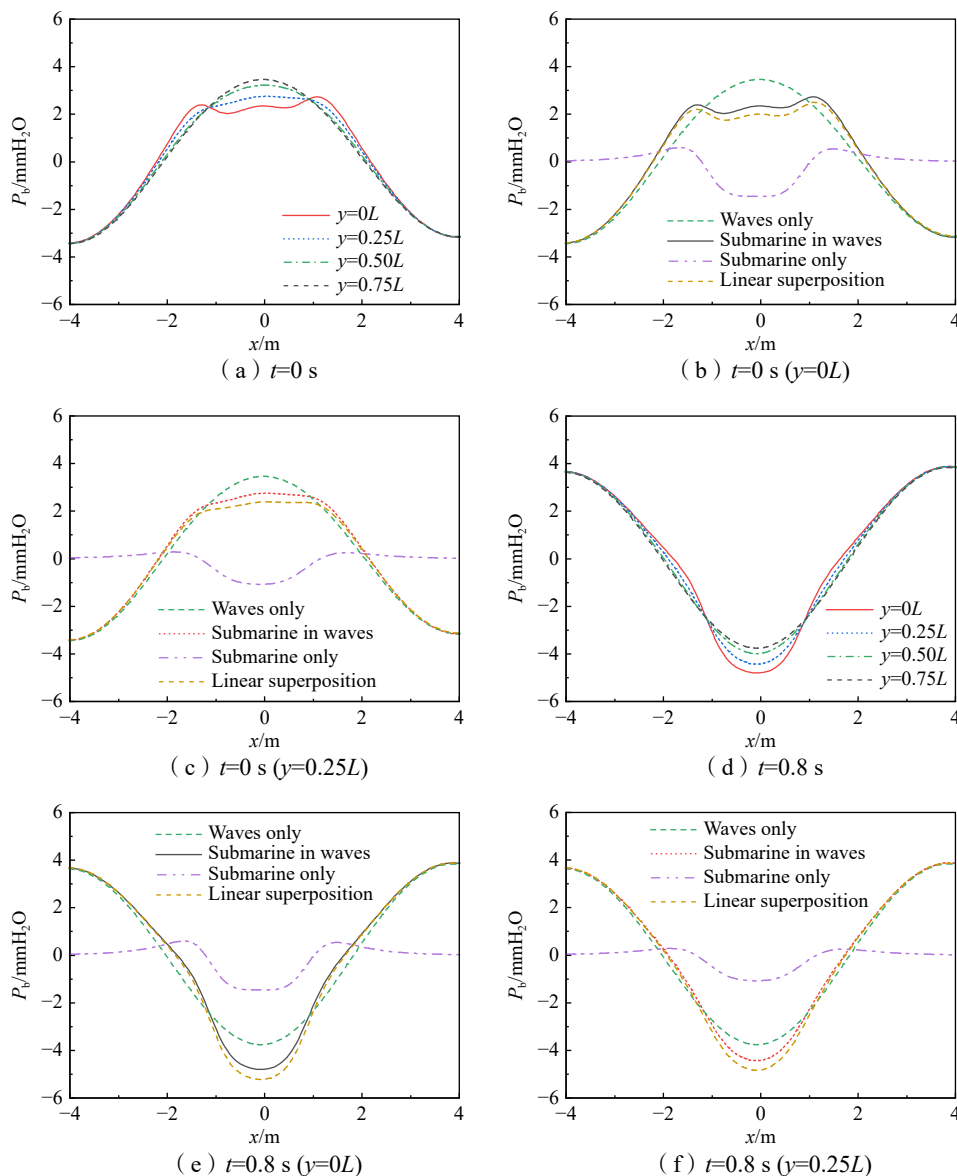 6
4
2
0
−2
−4
−6
−4
−2
0
2
4
P_b/mmH2O
x/m
y=0L
y=0.25L
y=0.50L
y=0.75L
（a）t=0 s
6
4
2
0
−2
−4
−6
−4
−2
0
2
4
P_b/mmH2O
x/m
Waves only
Submarine in waves
Submarine only
Linear superposition
（b）t=0 s (y=0L)
6
4
2
0
−2
−4
−6
−4
−2
0
2
4
P_b/mmH2O
x/m
Waves only
Submarine in waves
Submarine only
Linear superposition
（c）t=0 s (y=0.25L)
6
4
2
0
−2
−4
−6
−4
−2
0
2
4
P_b/mmH2O
x/m
y=0L
y=0.25L
y=0.50L
y=0.75L
（d）t=0.8 s
6
4
2
0
−2
−4
−6
−4
−2
0
2
4
P_b/mmH2O
x/m
Waves only
Submarine in waves
Submarine only
Linear superposition
（e）t=0.8 s (y=0L)
6
4
2
0
−2
−4
−6
−4
−2
0
2
4
P_b/mmH2O
x/m
Waves only
Submarine in waves
Submarine only
Linear superposition
（f）t=0.8 s (y=0.25L)